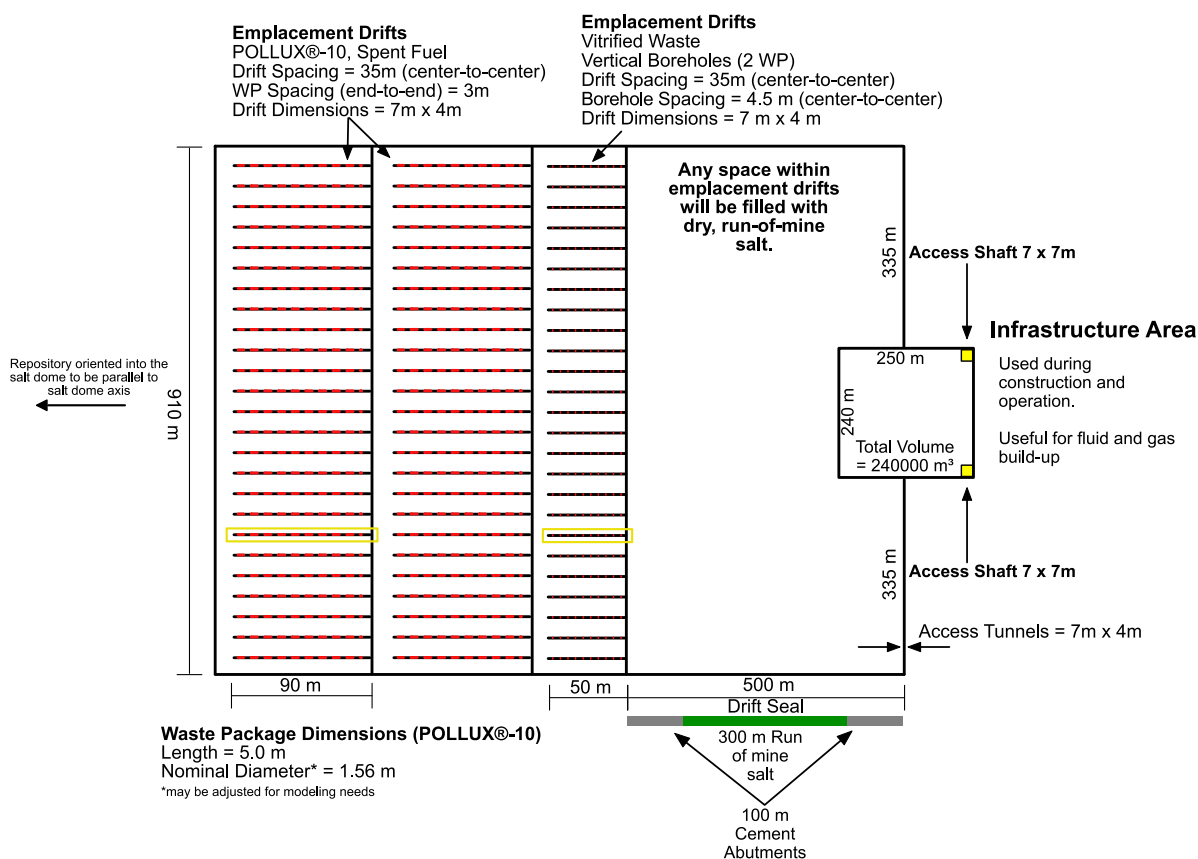 Emplacement Drifts
POLLUX®-10, Spent Fuel
Drift Spacing = 35m (center-to-center)
WP Spacing (end-to-end) = 3m
Drift Dimensions = 7m x 4m
Emplacement Drifts
Vitrified Waste
Vertical Boreholes (2 WP)
Drift Spacing = 35m (center-to-center)
Borehole Spacing = 4.5 m (center-to-center)
Drift Dimensions = 7 m x 4 m
Any space within
emplacement drifts
will be filled with
dry, run-of-mine
salt.
335 m
Access Shaft 7 x 7m
Infrastructure Area
Used during
construction and
operation.
Useful for fluid and gas
build-up
250 m
240 m
Total Volume
= 240000 m³
Repository oriented into the
salt dome to be parallel to
salt dome axis
910 m
335 m
Access Shaft 7 x 7m
Access Tunnels = 7m x 4m
90 m
50 m
500 m
Drift Seal
300 m Run
of mine
salt
100 m
Cement
Abutments
Waste Package Dimensions (POLLUX®-10)
Length = 5.0 m
Nominal Diameter* = 1.56 m
*may be adjusted for modeling needs